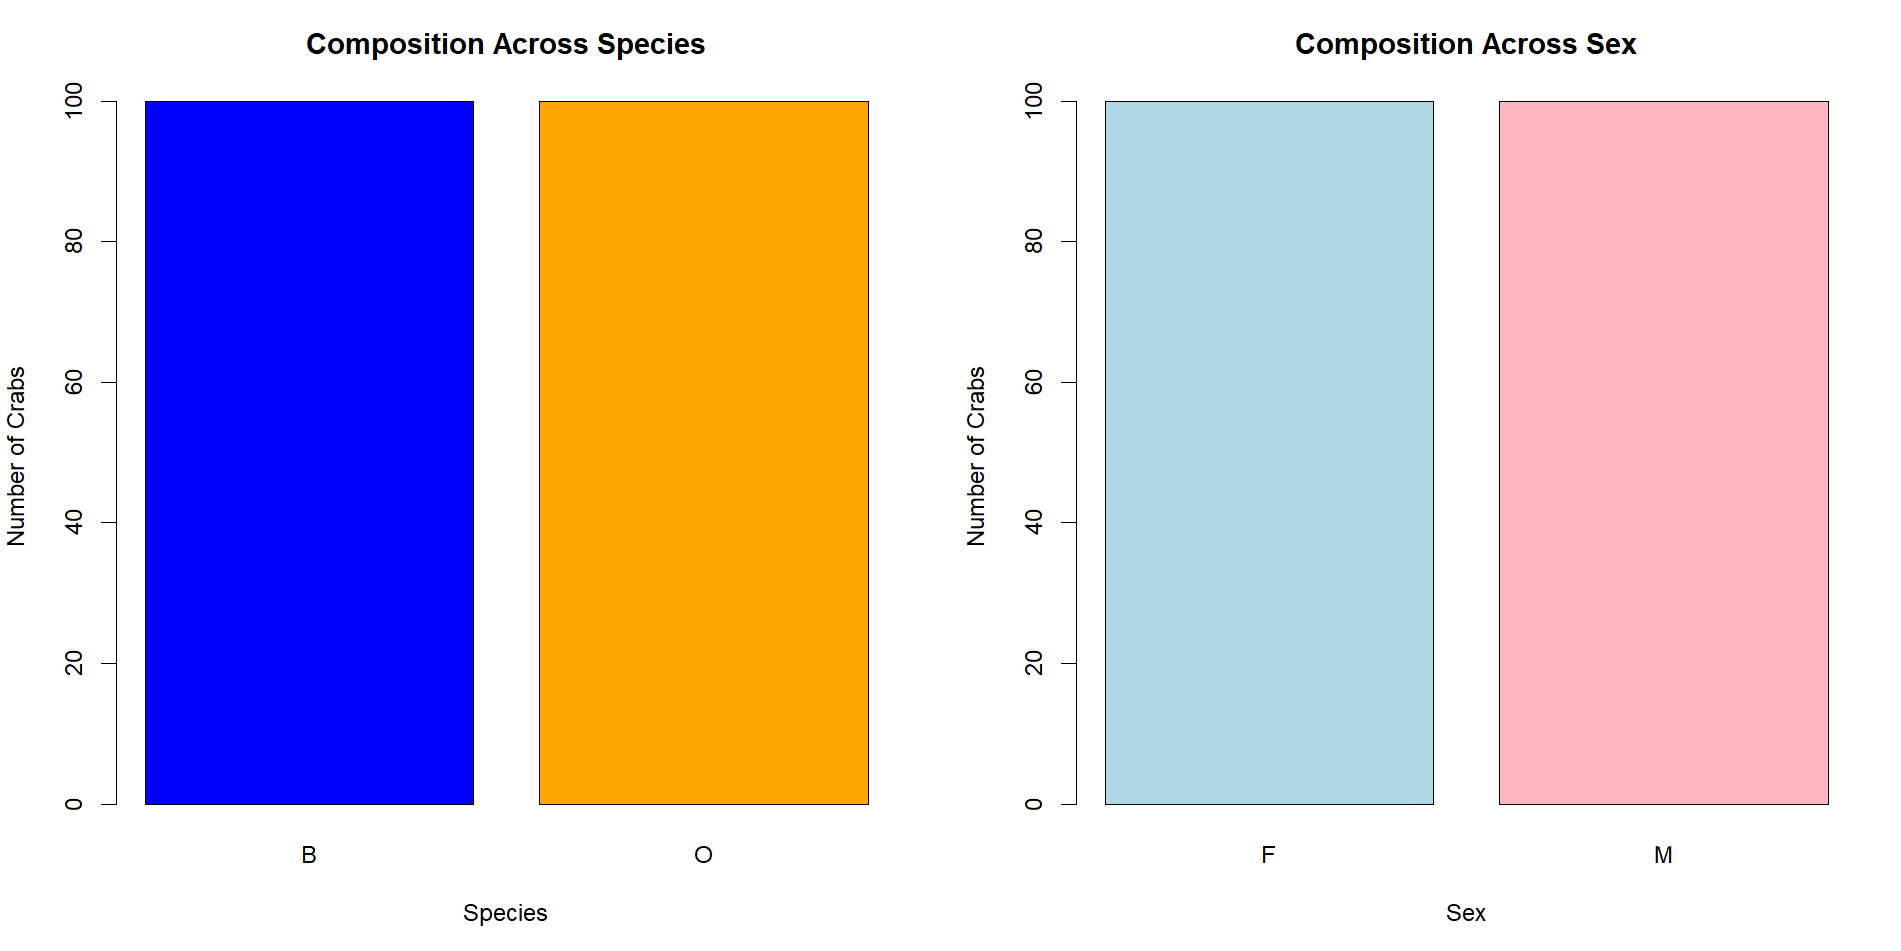 Composition Across Species
Number of Crabs
100
80
60
40
20
0
B
O
Species
Composition Across Sex
Number of Crabs
100
80
60
40
20
0
F
M
Sex